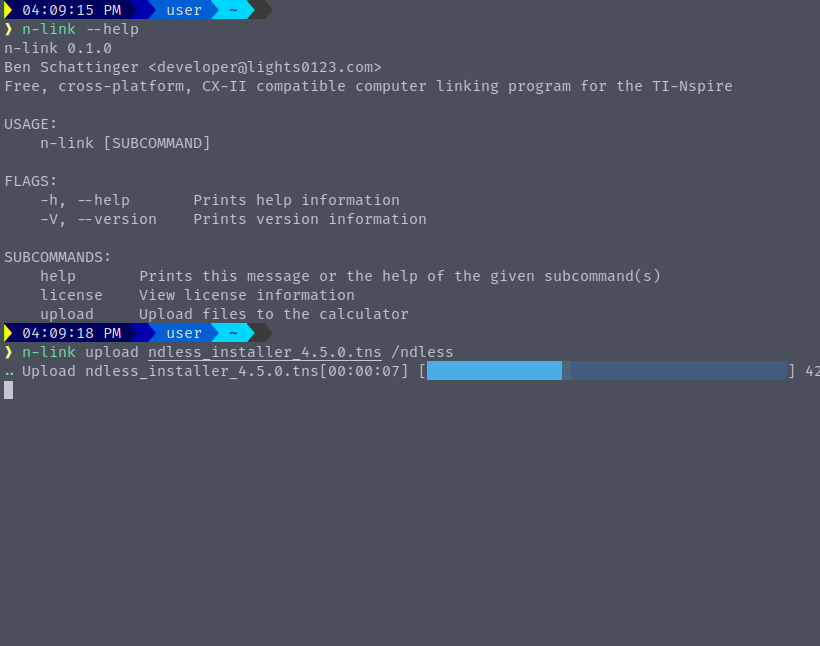 04:09:15 PM user ~
❯ n-link --help
n-link 0.1.0
Ben Schattinger <developer@lights0123.com>
Free, cross-platform, CX-II compatible computer linking program for the TI-Nspire
USAGE:
    n-link [SUBCOMMAND]
FLAGS:
    -h, --help       Prints help information
    -V, --version    Prints version information
SUBCOMMANDS:
    help       Prints this message or the help of the given subcommand(s)
    license    View license information
    upload     Upload files to the calculator
04:09:18 PM user ~
❯ n-link upload ndless_installer_4.5.0.tns /ndless
.. Upload ndless_installer_4.5.0.tns[00:00:07] [ ] 42